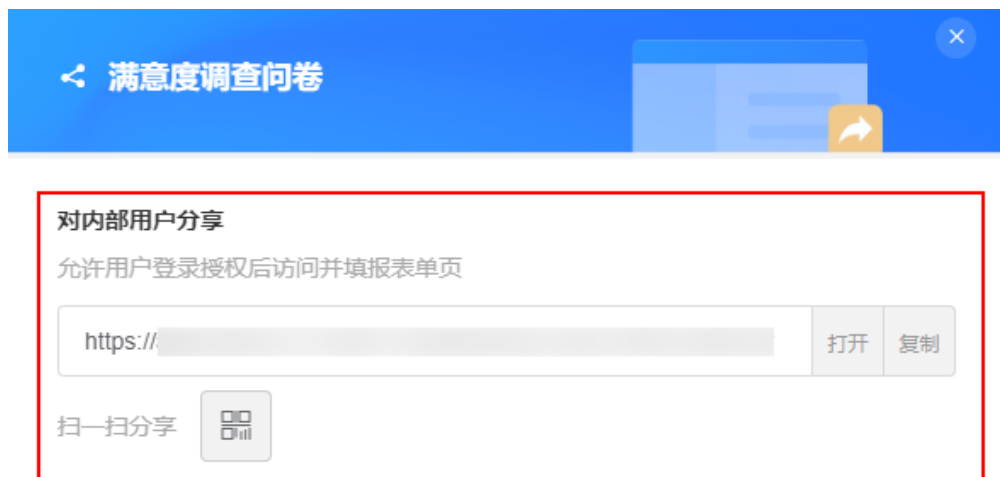 满意度调查问卷
对内部用户分享
允许用户登录授权后访问并填报表单页
https://
打开
复制
扫一扫分享